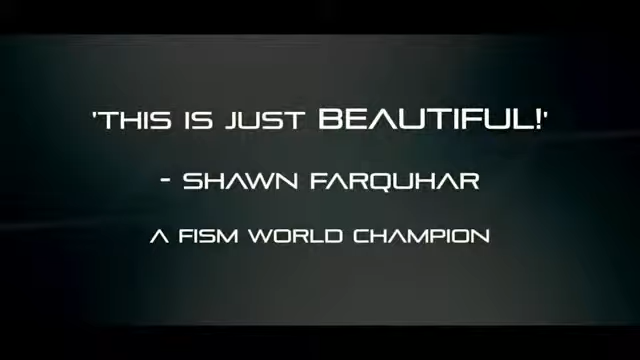 'THIS IS JUST BEAUTIFUL!'
- SHAWN FARQUHAR
A FISM WORLD CHAMPION